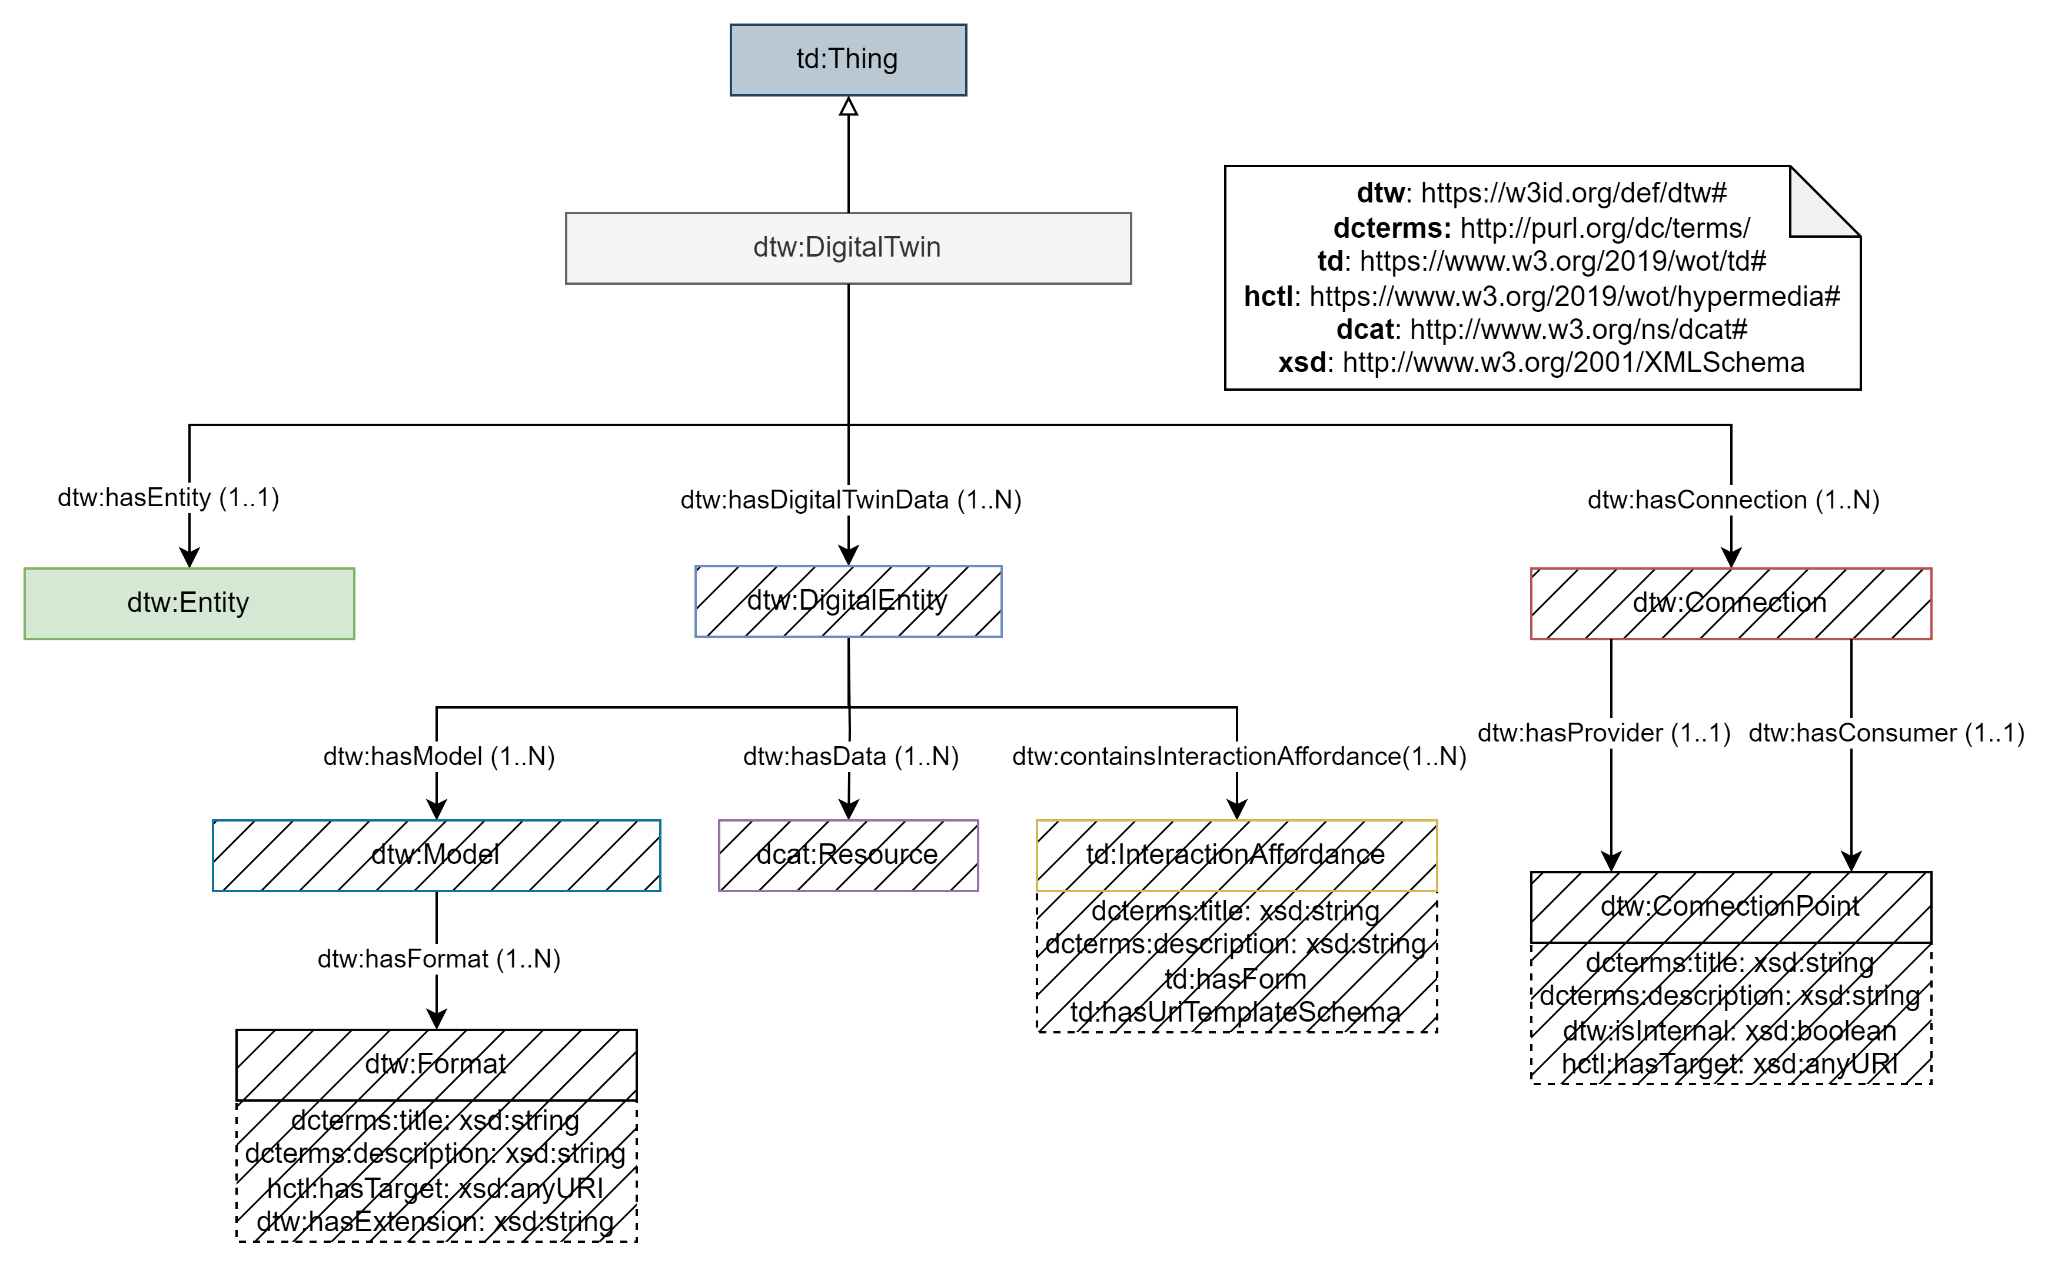 td:Thing
dtw:DigitalTwin
dtw: https://w3id.org/def/dtw#
dcterms: http://purl.org/dc/terms/
td: https://www.w3.org/2019/wot/td#
hctl: https://www.w3.org/2019/wot/hypermedia#
dcat: http://www.w3.org/ns/dcat#
xsd: http://www.w3.org/2001/XMLSchema
dtw:hasEntity (1..1)
dtw:hasDigitalTwinData (1..N)
dtw:hasConnection (1..N)
dtw:Entity
dtw:DigitalEntity
dtw:Connection
dtw:hasProvider (1..1)
dtw:hasConsumer (1..1)
dtw:hasModel (1..N)
dtw:hasData (1..N)
dtw:containsInteractionAffordance(1..N)
dtw:Model
dcat:Resource
td:InteractionAffordance
dcterms:title: xsd:string
dcterms:description: xsd:string
td:hasForm
td:hasUriTemplateSchema
dtw:ConnectionPoint
dcterms:title: xsd:string
dcterms:description: xsd:string
dtw:isInternal: xsd:boolean
hctl:hasTarget: xsd:anyURI
dtw:hasFormat (1..N)
dtw:Format
dcterms:title: xsd:string
dcterms:description: xsd:string
hctl:hasTarget: xsd:anyURI
dtw:hasExtension: xsd:string